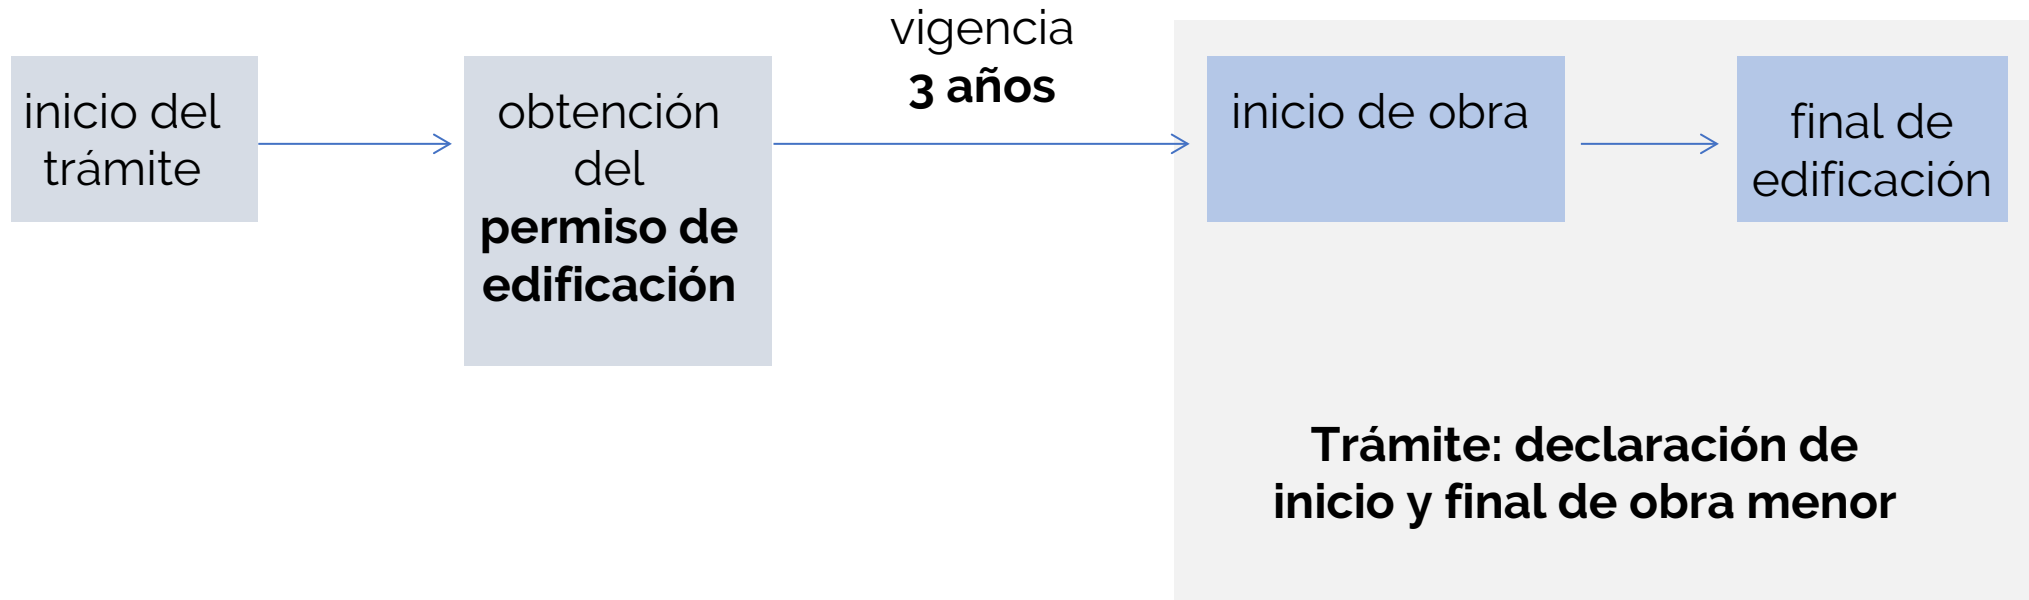 inicio del
trámite
obtención
del
permiso de
edificación
vigencia
3 años
inicio de obra
final de
edificación
Trámite: declaración de
inicio y final de obra menor